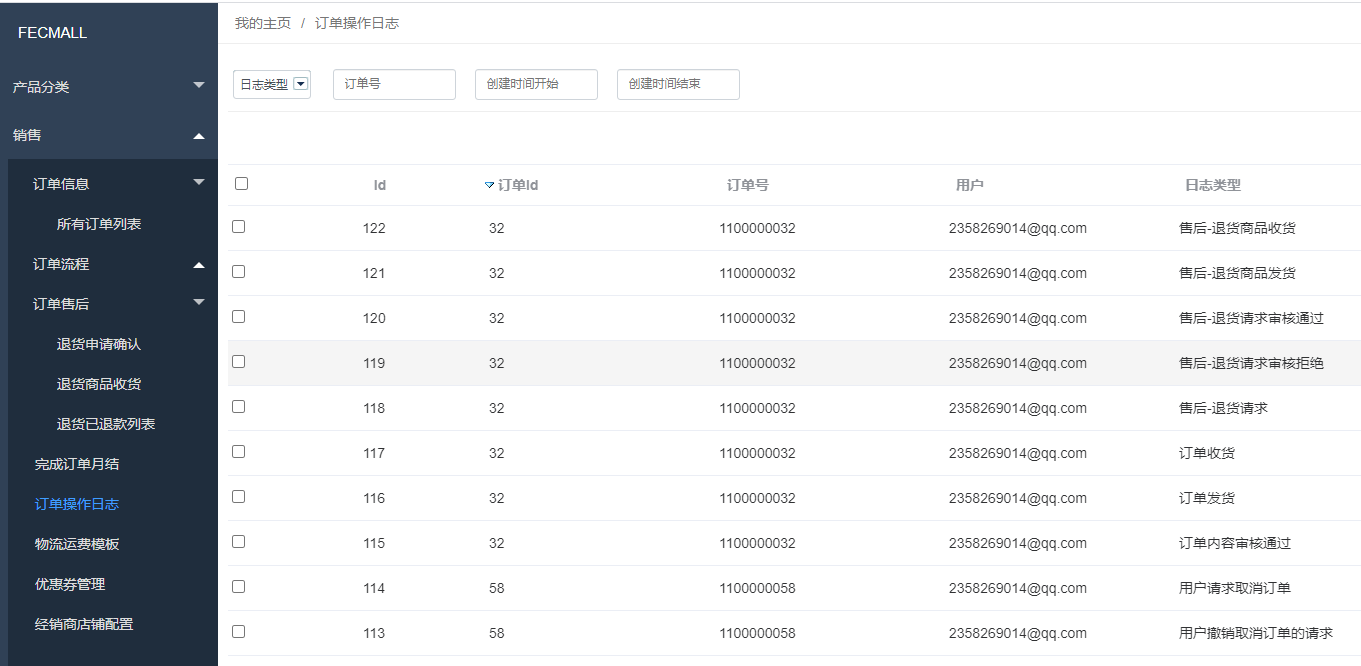 FECMALL
产品分类
销售
订单信息
所有订单列表
订单流程
订单售后
退货申请确认
退货商品收货
退货已退款列表
完成订单月结
订单操作日志
物流运费模板
优惠券管理
经销商店铺配置
我的主页 / 订单操作日志
日志类型 订单号 创建时间开始 创建时间结束
Id 订单Id 订单号 用户 日志类型
122 32 1100000032 2358269014@qq.com 售后-退货商品收货
121 32 1100000032 2358269014@qq.com 售后-退货商品发货
120 32 1100000032 2358269014@qq.com 售后-退货请求审核通过
119 32 1100000032 2358269014@qq.com 售后-退货请求审核拒绝
118 32 1100000032 2358269014@qq.com 售后-退货请求
117 32 1100000032 2358269014@qq.com 订单收货
116 32 1100000032 2358269014@qq.com 订单发货
115 32 1100000032 2358269014@qq.com 订单内容审核通过
114 58 1100000058 2358269014@qq.com 用户请求取消订单
113 58 1100000058 2358269014@qq.com 用户撤销取消订单的请求